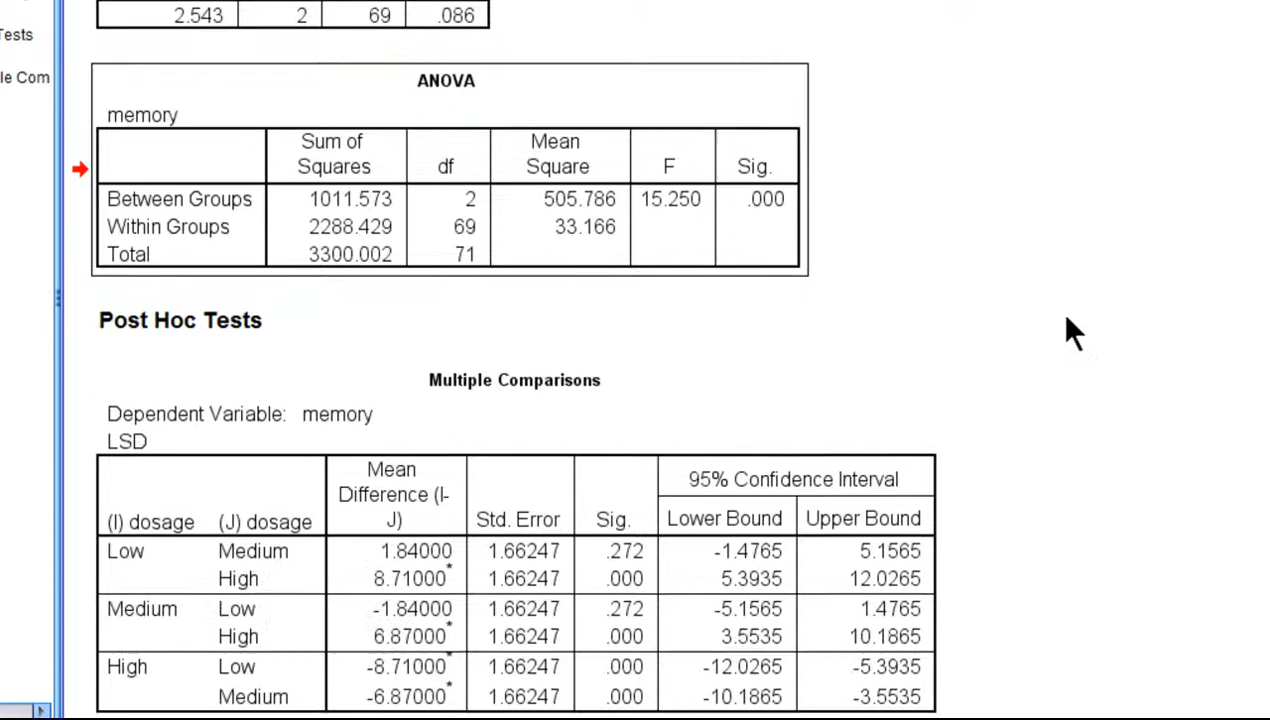 Tests
le Com
2.543 2 69 .086
ANOVA
memory
Sum of Squares df Mean Square F Sig.
Between Groups 1011.573 2 505.786 15.250 .000
Within Groups 2288.429 69 33.166
Total 3300.002 71
Post Hoc Tests
Multiple Comparisons
Dependent Variable: memory
LSD
(I) dosage (J) dosage Mean Difference (I-J) Std. Error Sig. 95% Confidence Interval
Lower Bound Upper Bound
Low Medium 1.84000 1.66247 .272 -1.4765 5.1565
High 8.71000* 1.66247 .000 5.3935 12.0265
Medium Low -1.84000 1.66247 .272 -5.1565 1.4765
High 6.87000* 1.66247 .000 3.5535 10.1865
High Low -8.71000* 1.66247 .000 -12.0265 -5.3935
Medium -6.87000* 1.66247 .000 -10.1865 -3.5535